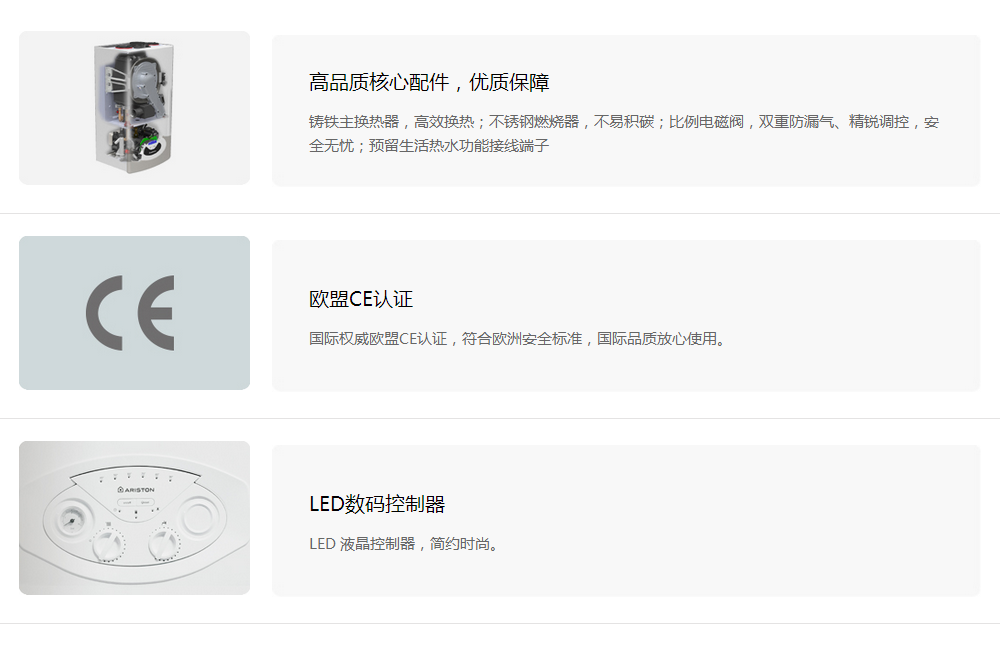 高品质核心配件，优质保障
铸铁主换热器，高效换热；不锈钢燃烧器，不易积碳；比例电磁阀，双重防漏气、精锐调控，安
全无忧；预留生活热水功能接线端子
CE
欧盟CE认证
国际权威欧盟CE认证，符合欧洲安全标准，国际品质放心使用。
ARISTON
LED数码控制器
LED 液晶控制器，简约时尚。